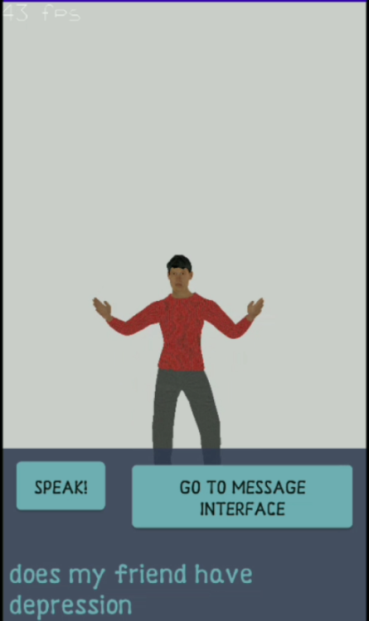 43 fps
SPEAK!
GO TO MESSAGE
INTERFACE
does my friend have
depression